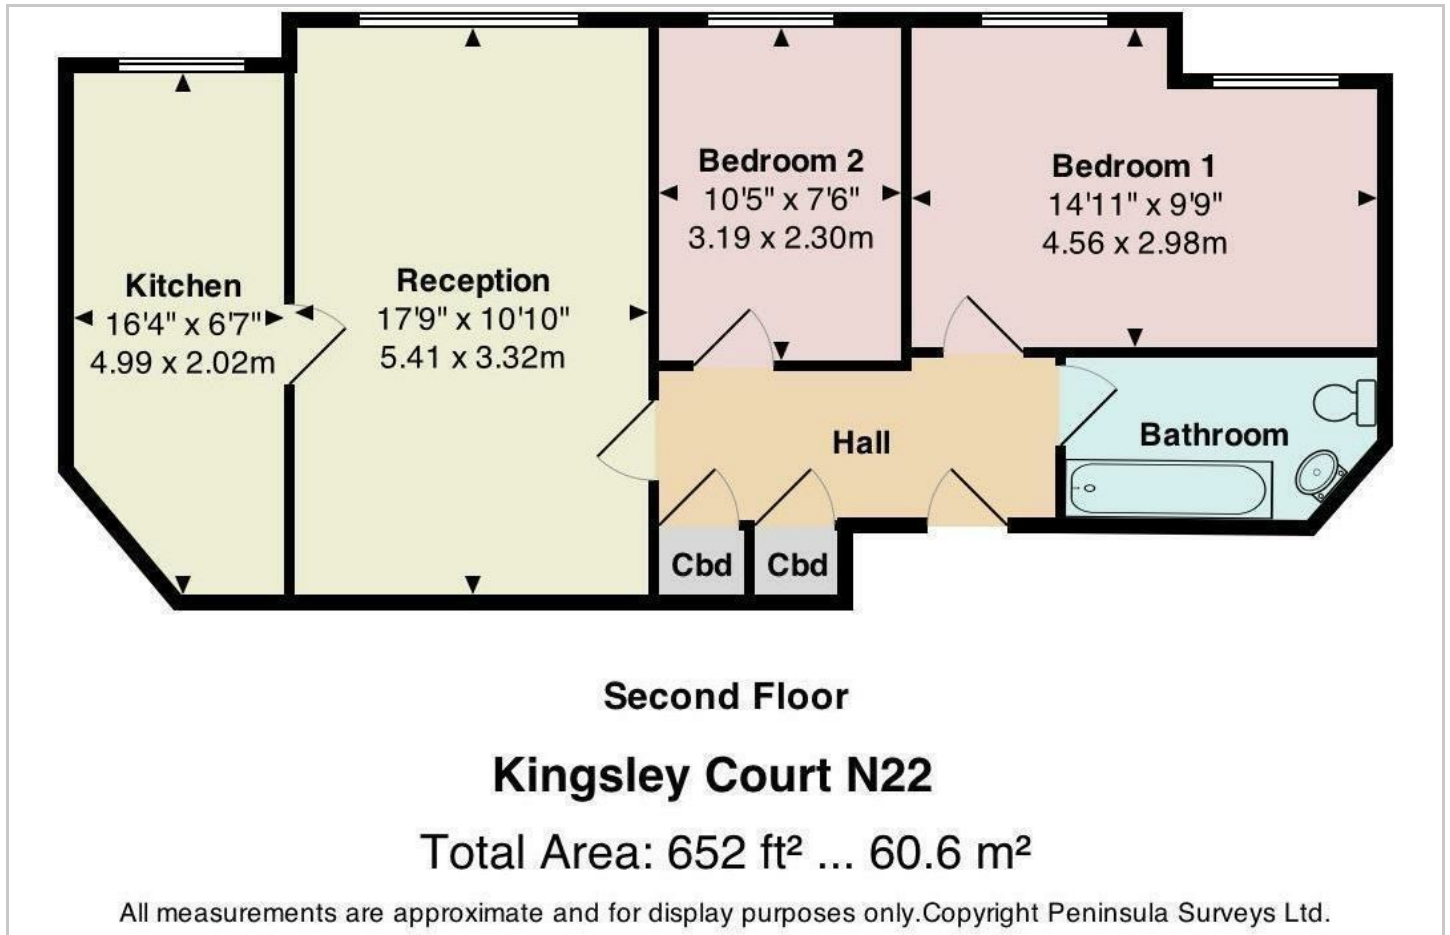 Bedroom 2
10'5" x 7'6"
3.19 x 2.30m
Bedroom 1
14'11" x 9'9"
4.56 x 2.98m
Kitchen
16'4" x 6'7"
4.99 x 2.02m
Reception
17'9" x 10'10"
5.41 x 3.32m
Hall
Bathroom
Cbd
Cbd
Second Floor
Kingsley Court N22
Total Area: 652 ft² ... 60.6 m²
All measurements are approximate and for display purposes only.Copyright Peninsula Surveys Ltd.